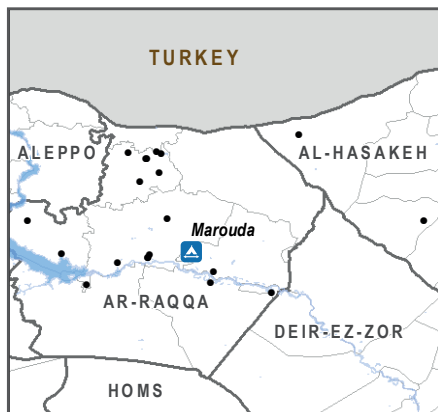 TURKEY
ALEPPO
AL-HASAKEH
Marouda
AR-RAQQA
DEIR-EZ-ZOR
HOMS